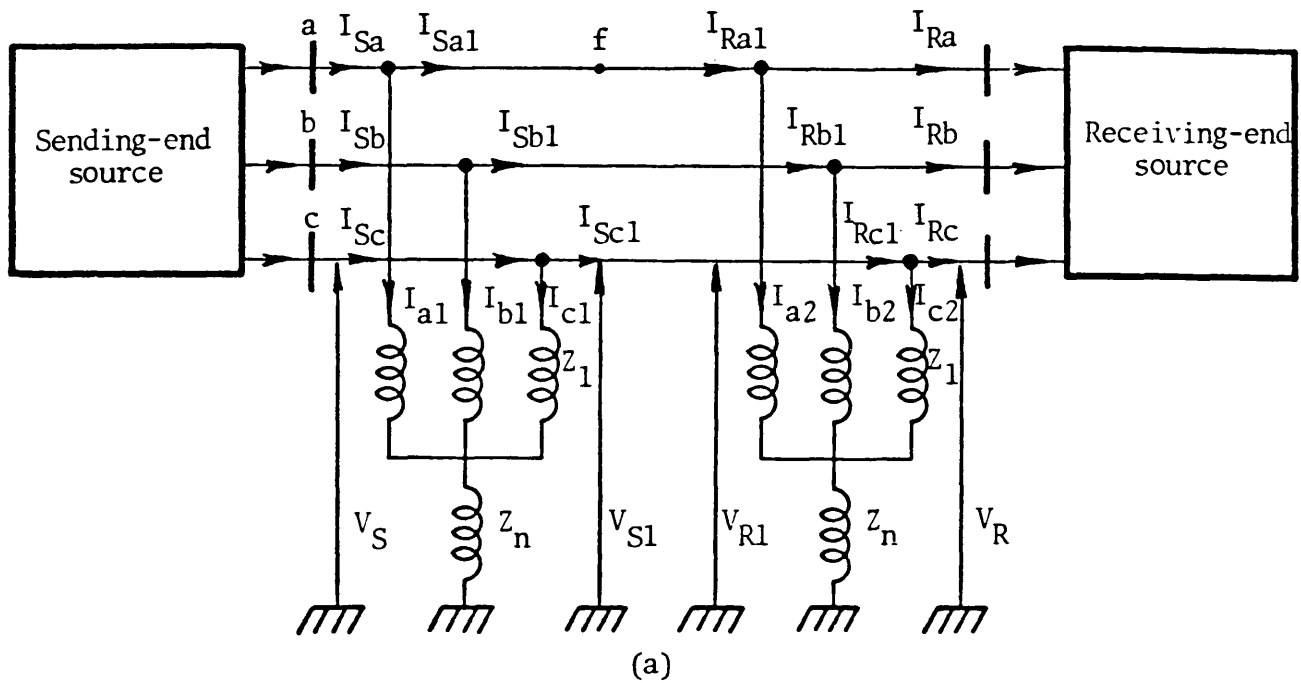 a I_Sa I_Sa1 f I_Ra1 I_Ra
Sending-end
source
b I_Sb I_Sb1 I_Rb1 I_Rb
Receiving-end
source
c I_Sc I_Sc1 I_Rc1 I_Rc
I_a1 I_b1 I_c1 Z_1 I_a2 I_b2 I_c2 Z_1
V_S Z_n V_S1 V_R1 Z_n V_R
(a)